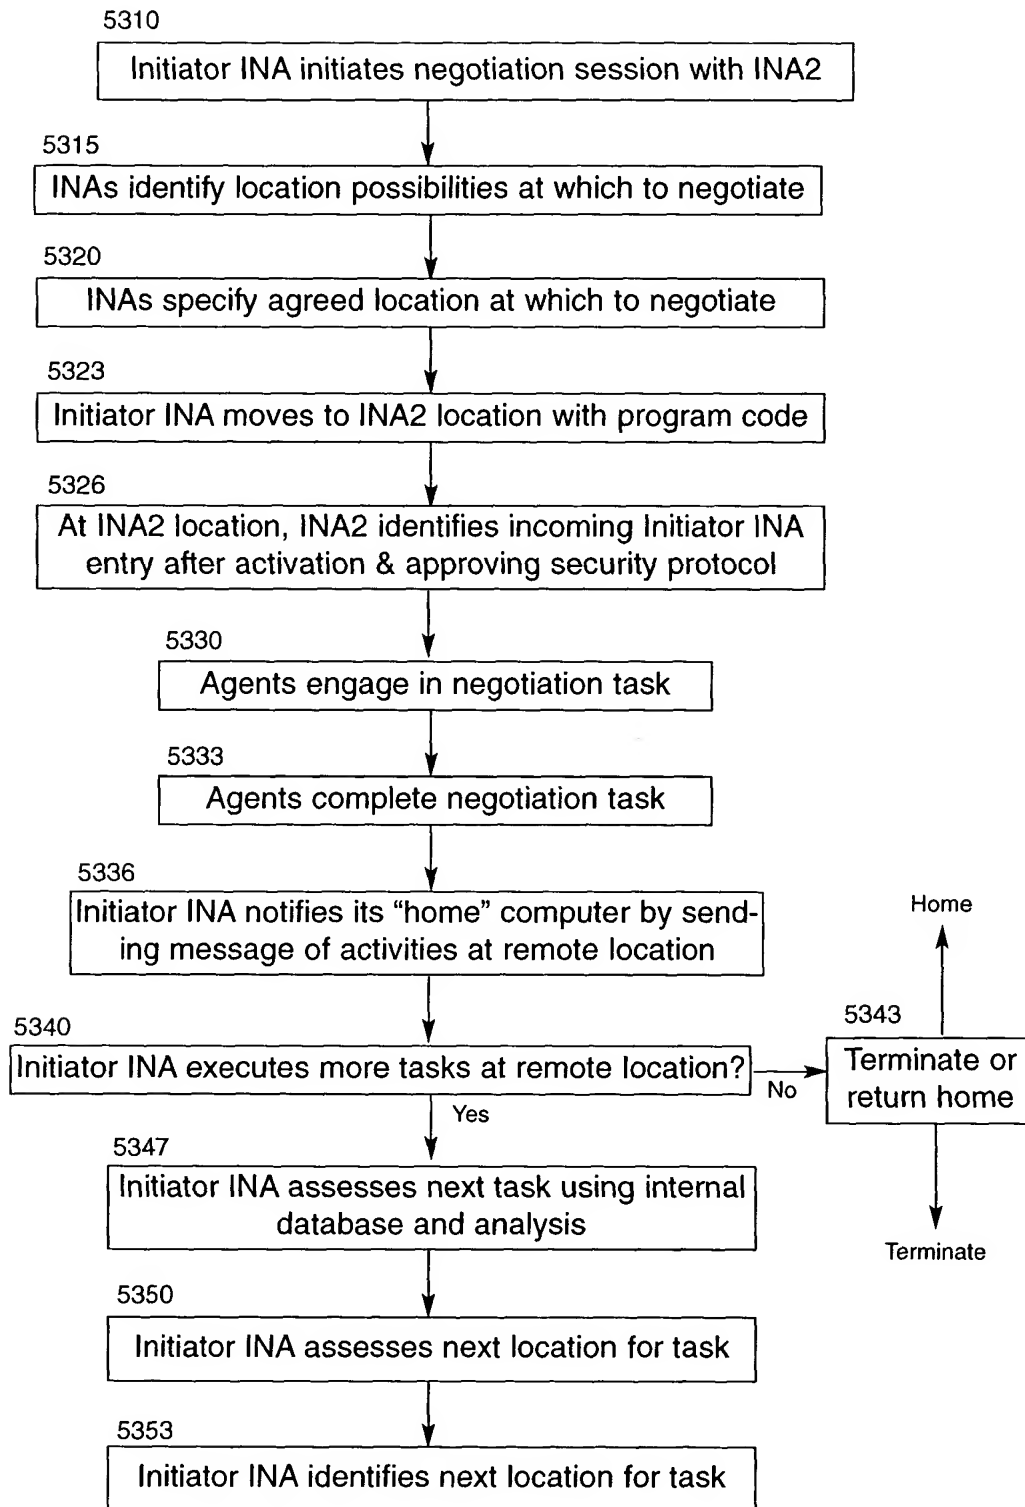 5310
Initiator INA initiates negotiation session with INA2
5315
INAs identify location possibilities at which to negotiate
5320
INAs specify agreed location at which to negotiate
5323
Initiator INA moves to INA2 location with program code
5326
At INA2 location, INA2 identifies incoming Initiator INA
entry after activation & approving security protocol
5330
Agents engage in negotiation task
5333
Agents complete negotiation task
5336
Initiator INA notifies its “home” computer by send-
ing message of activities at remote location
5340
Initiator INA executes more tasks at remote location?
No
Yes
Home
5343
Terminate or
return home
Terminate
5347
Initiator INA assesses next task using internal
database and analysis
5350
Initiator INA assesses next location for task
5353
Initiator INA identifies next location for task